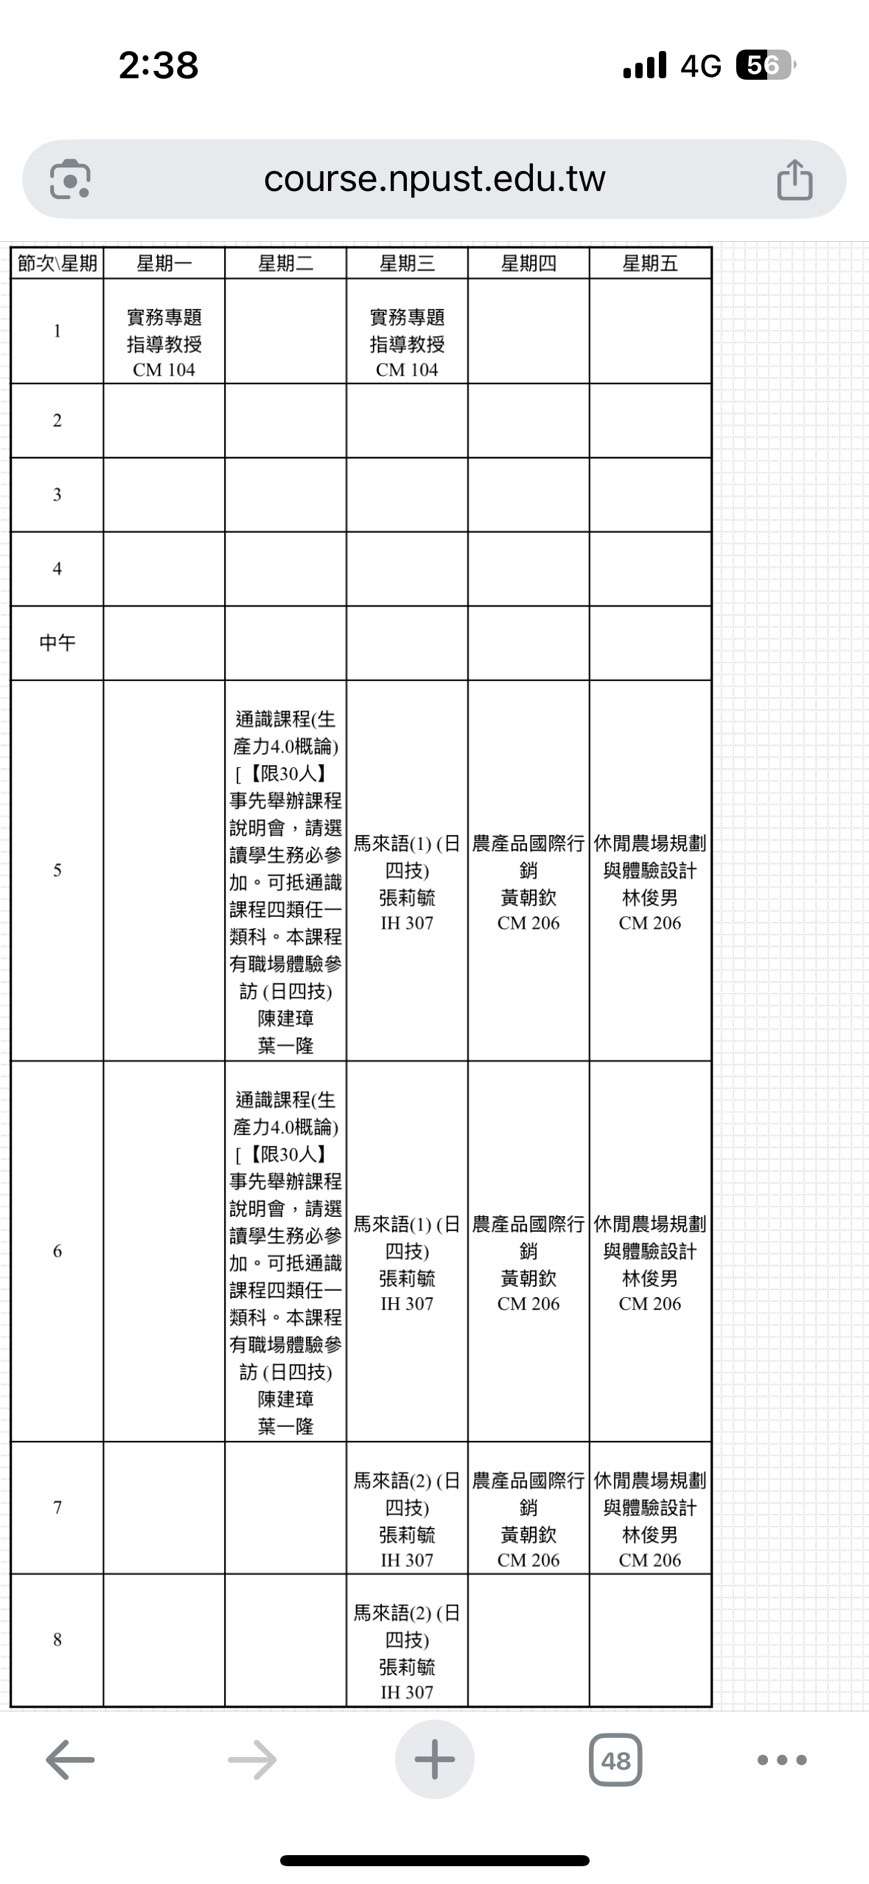 2:38
4G
56
course.npust.edu.tw
節次\星期
星期一
星期二
星期三
星期四
星期五
1
實務專題
指導教授
CM 104
實務專題
指導教授
CM 104
2
3
4
中午
5
通識課程(生
產力4.0概論)
[【限30人】
事先舉辦課程
說明會，請選
讀學生務必參
加。可抵通識
課程四類任一
類科。本課程
有職場體驗參
訪 (日四技)
陳建璋
葉一隆
馬來語(1) (日
四技)
張莉毓
IH 307
農產品國際行
銷
黃朝欽
CM 206
休閒農場規劃
與體驗設計
林俊男
CM 206
6
通識課程(生
產力4.0概論)
[【限30人】
事先舉辦課程
說明會，請選
讀學生務必參
加。可抵通識
課程四類任一
類科。本課程
有職場體驗參
訪 (日四技)
陳建璋
葉一隆
馬來語(1) (日
四技)
張莉毓
IH 307
農產品國際行
銷
黃朝欽
CM 206
休閒農場規劃
與體驗設計
林俊男
CM 206
7
馬來語(2) (日
四技)
張莉毓
IH 307
農產品國際行
銷
黃朝欽
CM 206
休閒農場規劃
與體驗設計
林俊男
CM 206
8
馬來語(2) (日
四技)
張莉毓
IH 307
48